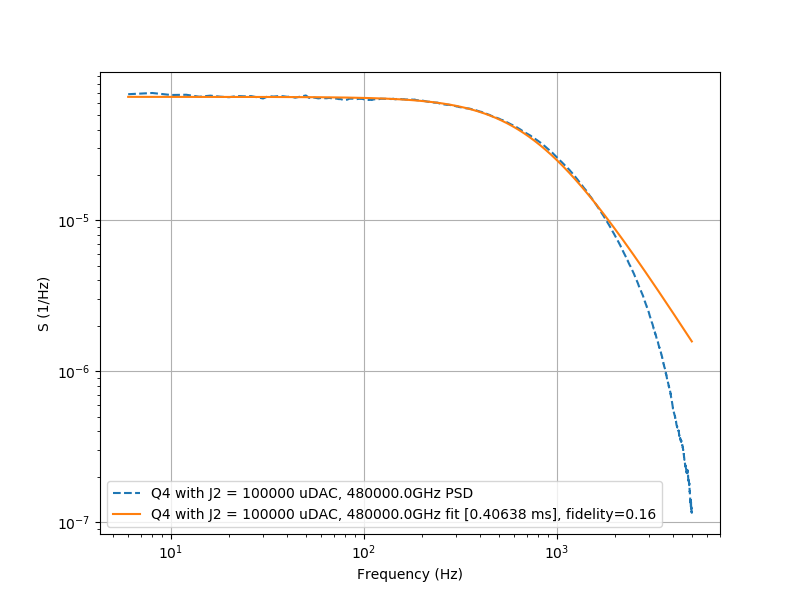 S (1/Hz)
10⁻⁵
10⁻⁶
10⁻⁷
Q4 with J2 = 100000 uDAC, 480000.0GHz PSD
Q4 with J2 = 100000 uDAC, 480000.0GHz fit [0.40638 ms], fidelity=0.16
10¹ 10² 10³
Frequency (Hz)